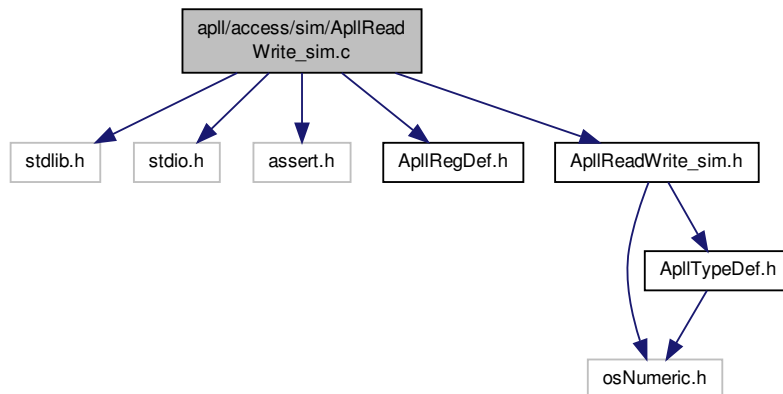 apll/access/sim/ApllRead
Write_sim.c
stdlib.h
stdio.h
assert.h
ApllRegDef.h
ApllReadWrite_sim.h
ApllTypeDef.h
osNumeric.h